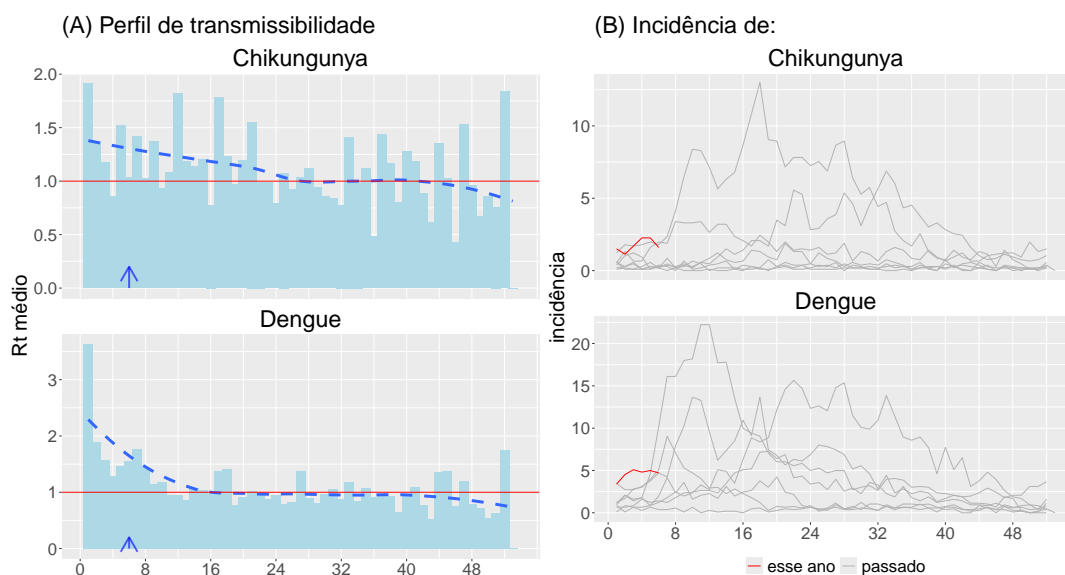 (A) Perfil de transmissibilidade
Chikungunya
2.0
1.5
1.0
0.5
0.0
Dengue
3
2
1
0
0 8 16 24 32 40 48
Rt médio
(B) Incidência de:
Chikungunya
10
5
0
Dengue
20
15
10
5
0
0 8 16 24 32 40 48
incidência
esse ano passado